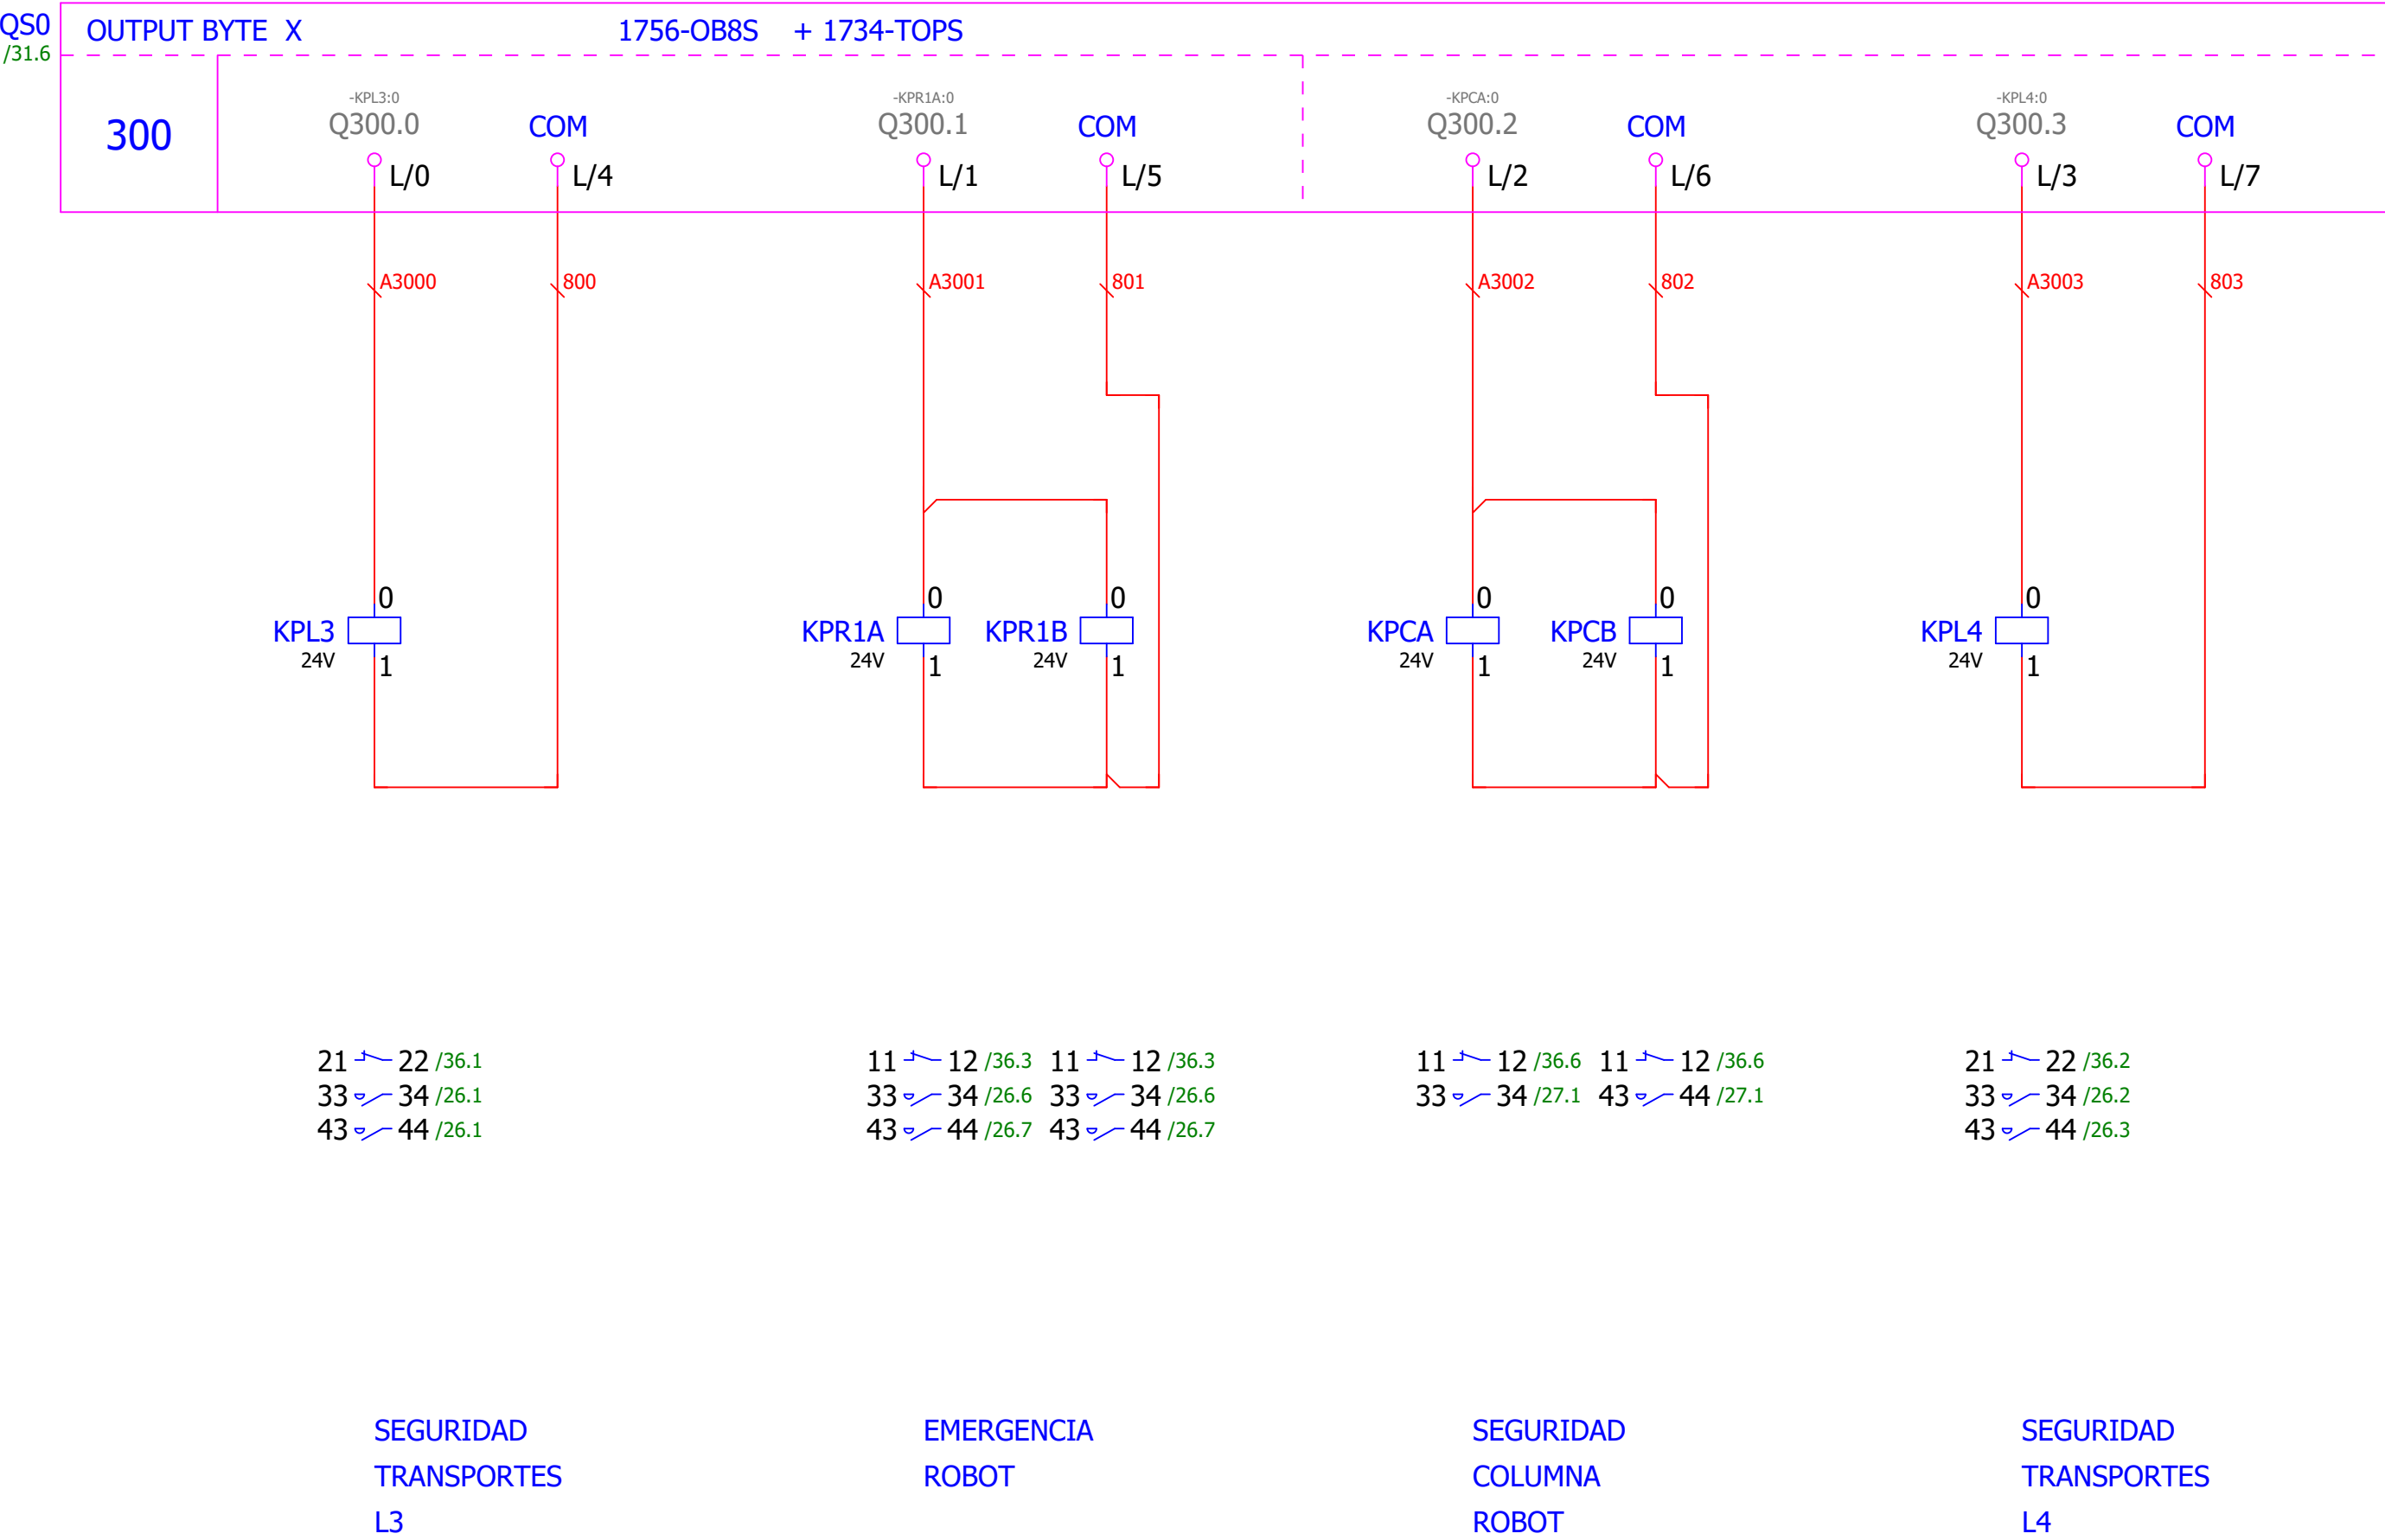 QS0 OUTPUT BYTE X 1756-OB8S + 1734-TOPS
/31.6
-KPL3:0 -KPR1A:0 -KPCA:0 -KPL4:0
300 Q300.0 COM Q300.1 COM Q300.2 COM Q300.3 COM
L/0 L/4 L/1 L/5 L/2 L/6 L/3 L/7
A3000 800 A3001 801 A3002 802 A3003 803
0 0 0 0 0 0
KPL3 KPR1A KPR1B KPCA KPCB KPL4
24V 24V 24V 24V 24V 24V
1 1 1 1 1 1
21 22 /36.1 11 12 /36.3 11 12 /36.3 11 12 /36.6 11 12 /36.6 21 22 /36.2
33 34 /26.1 33 34 /26.6 33 34 /26.6 33 34 /27.1 43 44 /27.1 33 34 /26.2
43 44 /26.1 43 44 /26.7 43 44 /26.7 43 44 /26.3
SEGURIDAD EMERGENCIA SEGURIDAD SEGURIDAD
TRANSPORTES ROBOT COLUMNA TRANSPORTES
L3 ROBOT L4